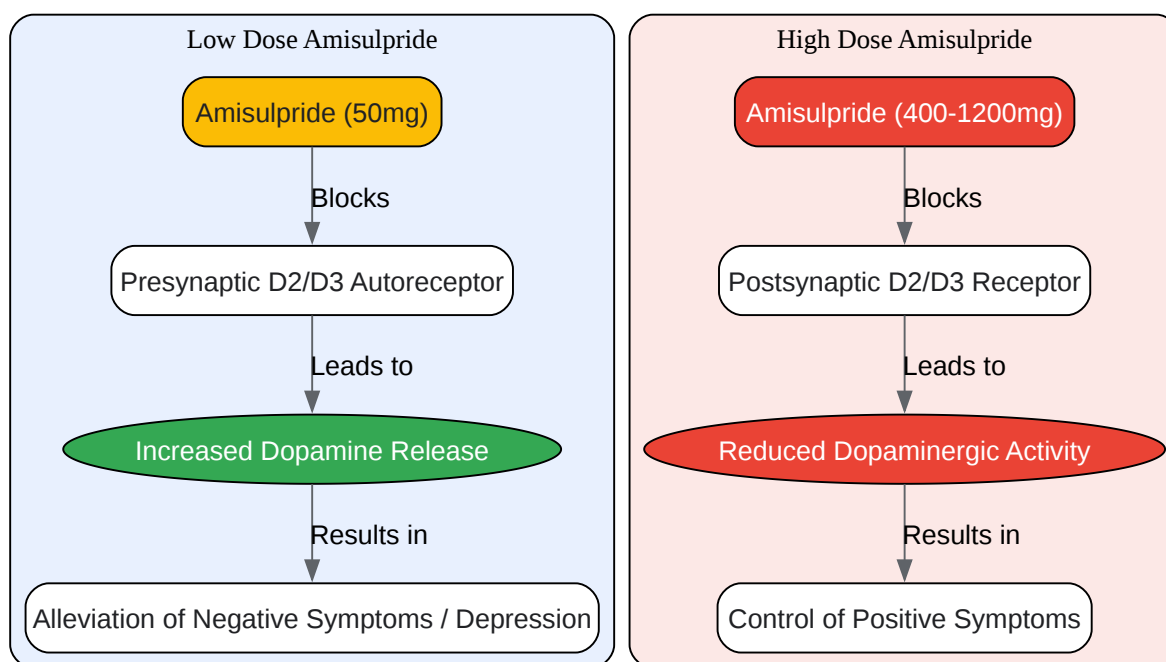 Low Dose Amisulpride
Amisulpride (50mg)
Blocks
Presynaptic D2/D3 Autoreceptor
Leads to
Increased Dopamine Release
Results in
Alleviation of Negative Symptoms / Depression
High Dose Amisulpride
Amisulpride (400-1200mg)
Blocks
Postsynaptic D2/D3 Receptor
Leads to
Reduced Dopaminergic Activity
Results in
Control of Positive Symptoms